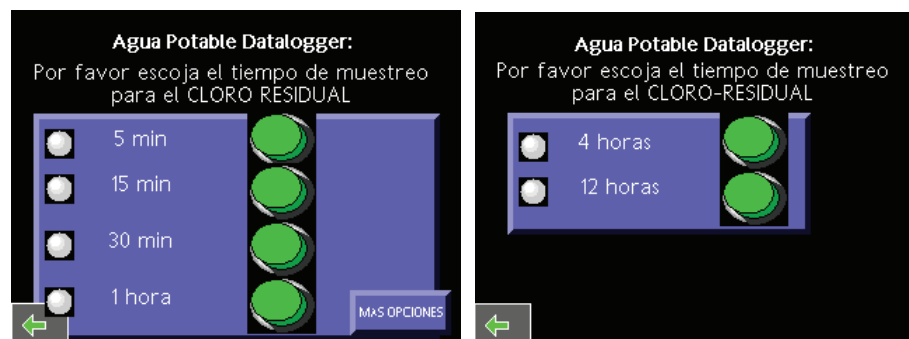 Agua Potable Datalogger:
Por favor escoja el tiempo de muestreo
para el CLORO RESIDUAL
5 min
15 min
30 min
1 hora
MAS OPCIONES
Agua Potable Datalogger:
Por favor escoja el tiempo de muestreo
para el CLORO-RESIDUAL
4 horas
12 horas